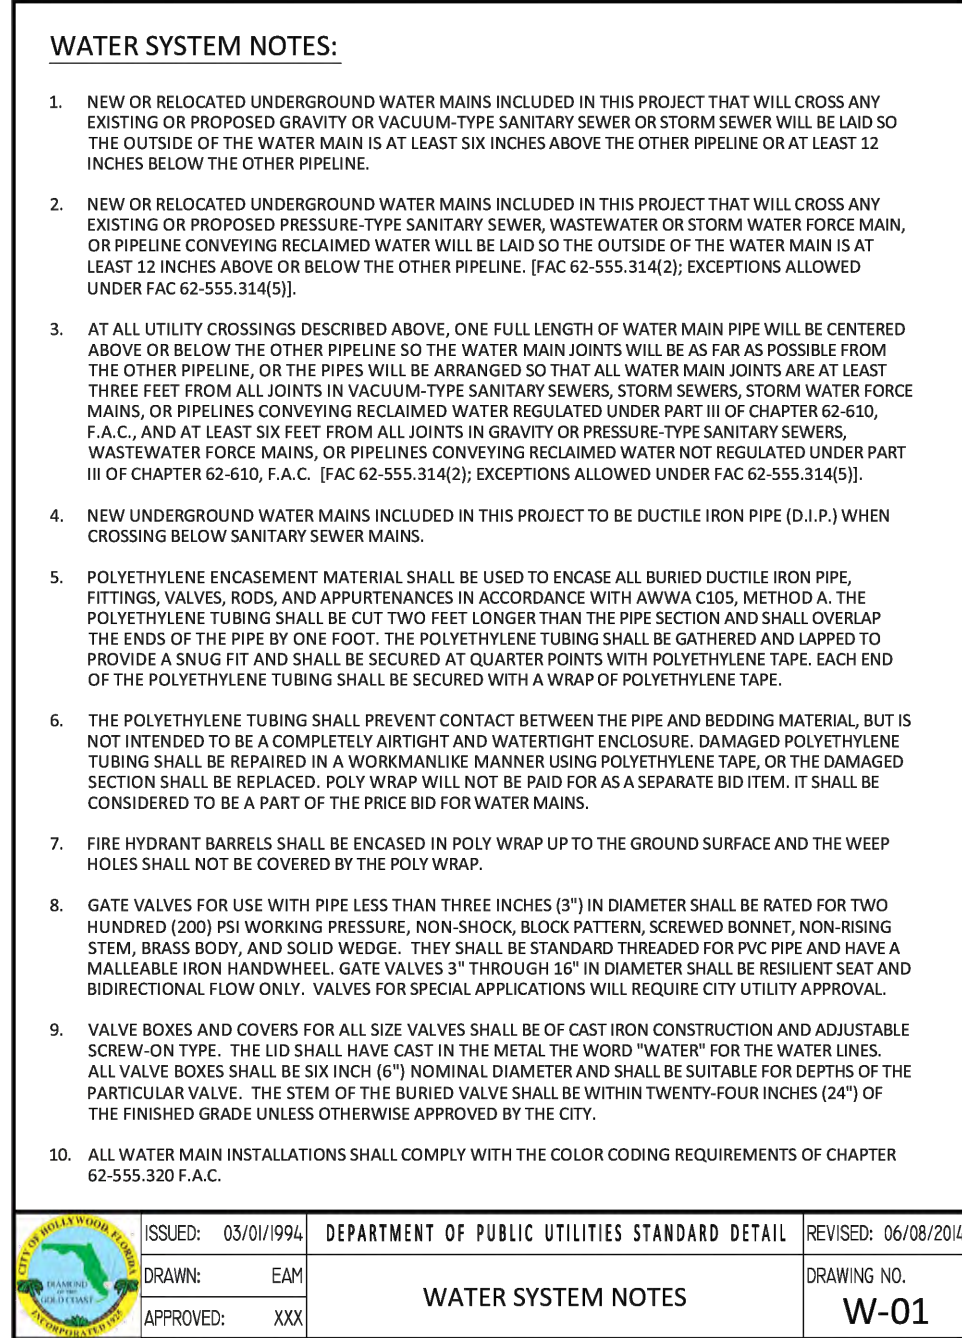 WATER SYSTEM NOTES:
1. NEW OR RELOCATED UNDERGROUND WATER MAINS INCLUDED IN THIS PROJECT THAT WILL CROSS ANY
EXISTING OR PROPOSED GRAVITY OR VACUUM-TYPE SANITARY SEWER OR STORM SEWER WILL BE LAID SO
THE OUTSIDE OF THE WATER MAIN IS AT LEAST SIX INCHES ABOVE THE OTHER PIPELINE OR AT LEAST 12
INCHES BELOW THE OTHER PIPELINE.
2. NEW OR RELOCATED UNDERGROUND WATER MAINS INCLUDED IN THIS PROJECT THAT WILL CROSS ANY
EXISTING OR PROPOSED PRESSURE-TYPE SANITARY SEWER, WASTEWATER OR STORM WATER FORCE MAIN,
OR PIPELINE CONVEYING RECLAIMED WATER WILL BE LAID SO THE OUTSIDE OF THE WATER MAIN IS AT
LEAST 12 INCHES ABOVE OR BELOW THE OTHER PIPELINE. [FAC 62-555.314(2); EXCEPTIONS ALLOWED
UNDER FAC 62-555.314(5)].
3. AT ALL UTILITY CROSSINGS DESCRIBED ABOVE, ONE FULL LENGTH OF WATER MAIN PIPE WILL BE CENTERED
ABOVE OR BELOW THE OTHER PIPELINE SO THE WATER MAIN JOINTS WILL BE AS FAR AS POSSIBLE FROM
THE OTHER PIPELINE, OR THE PIPES WILL BE ARRANGED SO THAT ALL WATER MAIN JOINTS ARE AT LEAST
THREE FEET FROM ALL JOINTS IN VACUUM-TYPE SANITARY SEWERS, STORM SEWERS, STORM WATER FORCE
MAINS, OR PIPELINES CONVEYING RECLAIMED WATER REGULATED UNDER PART III OF CHAPTER 62-610,
F.A.C., AND AT LEAST SIX FEET FROM ALL JOINTS IN GRAVITY OR PRESSURE-TYPE SANITARY SEWERS,
WASTEWATER FORCE MAINS, OR PIPELINES CONVEYING RECLAIMED WATER NOT REGULATED UNDER PART
III OF CHAPTER 62-610, F.A.C. [FAC 62-555.314(2); EXCEPTIONS ALLOWED UNDER FAC 62-555.314(5)].
4. NEW UNDERGROUND WATER MAINS INCLUDED IN THIS PROJECT TO BE DUCTILE IRON PIPE (D.I.P.) WHEN
CROSSING BELOW SANITARY SEWER MAINS.
5. POLYETHYLENE ENCASEMENT MATERIAL SHALL BE USED TO ENCASE ALL BURIED DUCTILE IRON PIPE,
FITTINGS, VALVES, RODS, AND APPURTENANCES IN ACCORDANCE WITH AWWA C105, METHOD A. THE
POLYETHYLENE TUBING SHALL BE CUT TWO FEET LONGER THAN THE PIPE SECTION AND SHALL OVERLAP
THE ENDS OF THE PIPE BY ONE FOOT. THE POLYETHYLENE TUBING SHALL BE GATHERED AND LAPPED TO
PROVIDE A SNUG FIT AND SHALL BE SECURED AT QUARTER POINTS WITH POLYETHYLENE TAPE. EACH END
OF THE POLYETHYLENE TUBING SHALL BE SECURED WITH A WRAP OF POLYETHYLENE TAPE.
6. THE POLYETHYLENE TUBING SHALL PREVENT CONTACT BETWEEN THE PIPE AND BEDDING MATERIAL, BUT IS
NOT INTENDED TO BE A COMPLETELY AIRTIGHT AND WATERTIGHT ENCLOSURE. DAMAGED POLYETHYLENE
TUBING SHALL BE REPAIRED IN A WORKMANLIKE MANNER USING POLYETHYLENE TAPE, OR THE DAMAGED
SECTION SHALL BE REPLACED. POLY WRAP WILL NOT BE PAID FOR AS A SEPARATE BID ITEM. IT SHALL BE
CONSIDERED TO BE A PART OF THE PRICE BID FOR WATER MAINS.
7. FIRE HYDRANT BARRELS SHALL BE ENCASED IN POLY WRAP UP TO THE GROUND SURFACE AND THE WEEP
HOLES SHALL NOT BE COVERED BY THE POLY WRAP.
8. GATE VALVES FOR USE WITH PIPE LESS THAN THREE INCHES (3") IN DIAMETER SHALL BE RATED FOR TWO
HUNDRED (200) PSI WORKING PRESSURE, NON-SHOCK, BLOCK PATTERN, SCREWED BONNET, NON-RISING
STEM, BRASS BODY, AND SOLID WEDGE. THEY SHALL BE STANDARD THREADED FOR PVC PIPE AND HAVE A
MALLEABLE IRON HANDWHEEL. GATE VALVES 3" THROUGH 16" IN DIAMETER SHALL BE RESILIENT SEAT AND
BIDIRECTIONAL FLOW ONLY. VALVES FOR SPECIAL APPLICATIONS WILL REQUIRE CITY UTILITY APPROVAL.
9. VALVE BOXES AND COVERS FOR ALL SIZE VALVES SHALL BE OF CAST IRON CONSTRUCTION AND ADJUSTABLE
SCREW-ON TYPE. THE LID SHALL HAVE CAST IN THE METAL THE WORD "WATER" FOR THE WATER LINES.
ALL VALVE BOXES SHALL BE SIX INCH (6") NOMINAL DIAMETER AND SHALL BE SUITABLE FOR DEPTHS OF THE
PARTICULAR VALVE. THE STEM OF THE BURIED VALVE SHALL BE WITHIN TWENTY-FOUR INCHES (24") OF
THE FINISHED GRADE UNLESS OTHERWISE APPROVED BY THE CITY.
10. ALL WATER MAIN INSTALLATIONS SHALL COMPLY WITH THE COLOR CODING REQUIREMENTS OF CHAPTER
62-555.320 F.A.C.
CITY OF HOLLYWOOD, FLORIDA
DIAMOND
OF THE
GOLD COAST
INCORPORATED 1925
ISSUED: 03/01/1994
DRAWN: EAM
APPROVED: XXX
DEPARTMENT OF PUBLIC UTILITIES STANDARD DETAIL
WATER SYSTEM NOTES
REVISED: 06/08/2014
DRAWING NO.
W-01